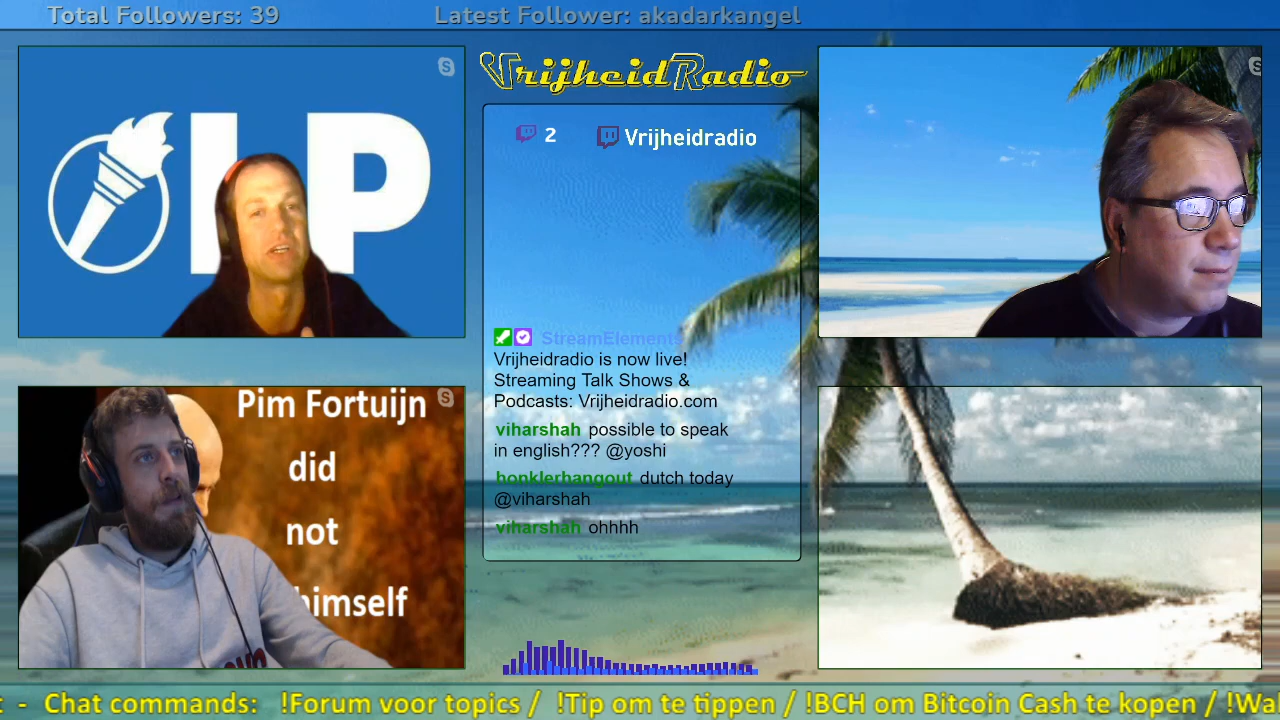 Total Followers: 39
Latest Follower: akadarkangel
LP
VrijheidRadio
2
Vrijheidradio
StreamElements
Vrijheidradio is now live!
Streaming Talk Shows &
Podcasts: Vrijheidradio.com
viharshah possible to speak
in english??? @yoshi
honklerhangout dutch today
@viharshah
viharshah ohhhh
Pim Fortuijn
did
not
himself
- Chat commands: !Forum voor topics / !Tip om te tippen / !BCH om Bitcoin Cash te kopen /